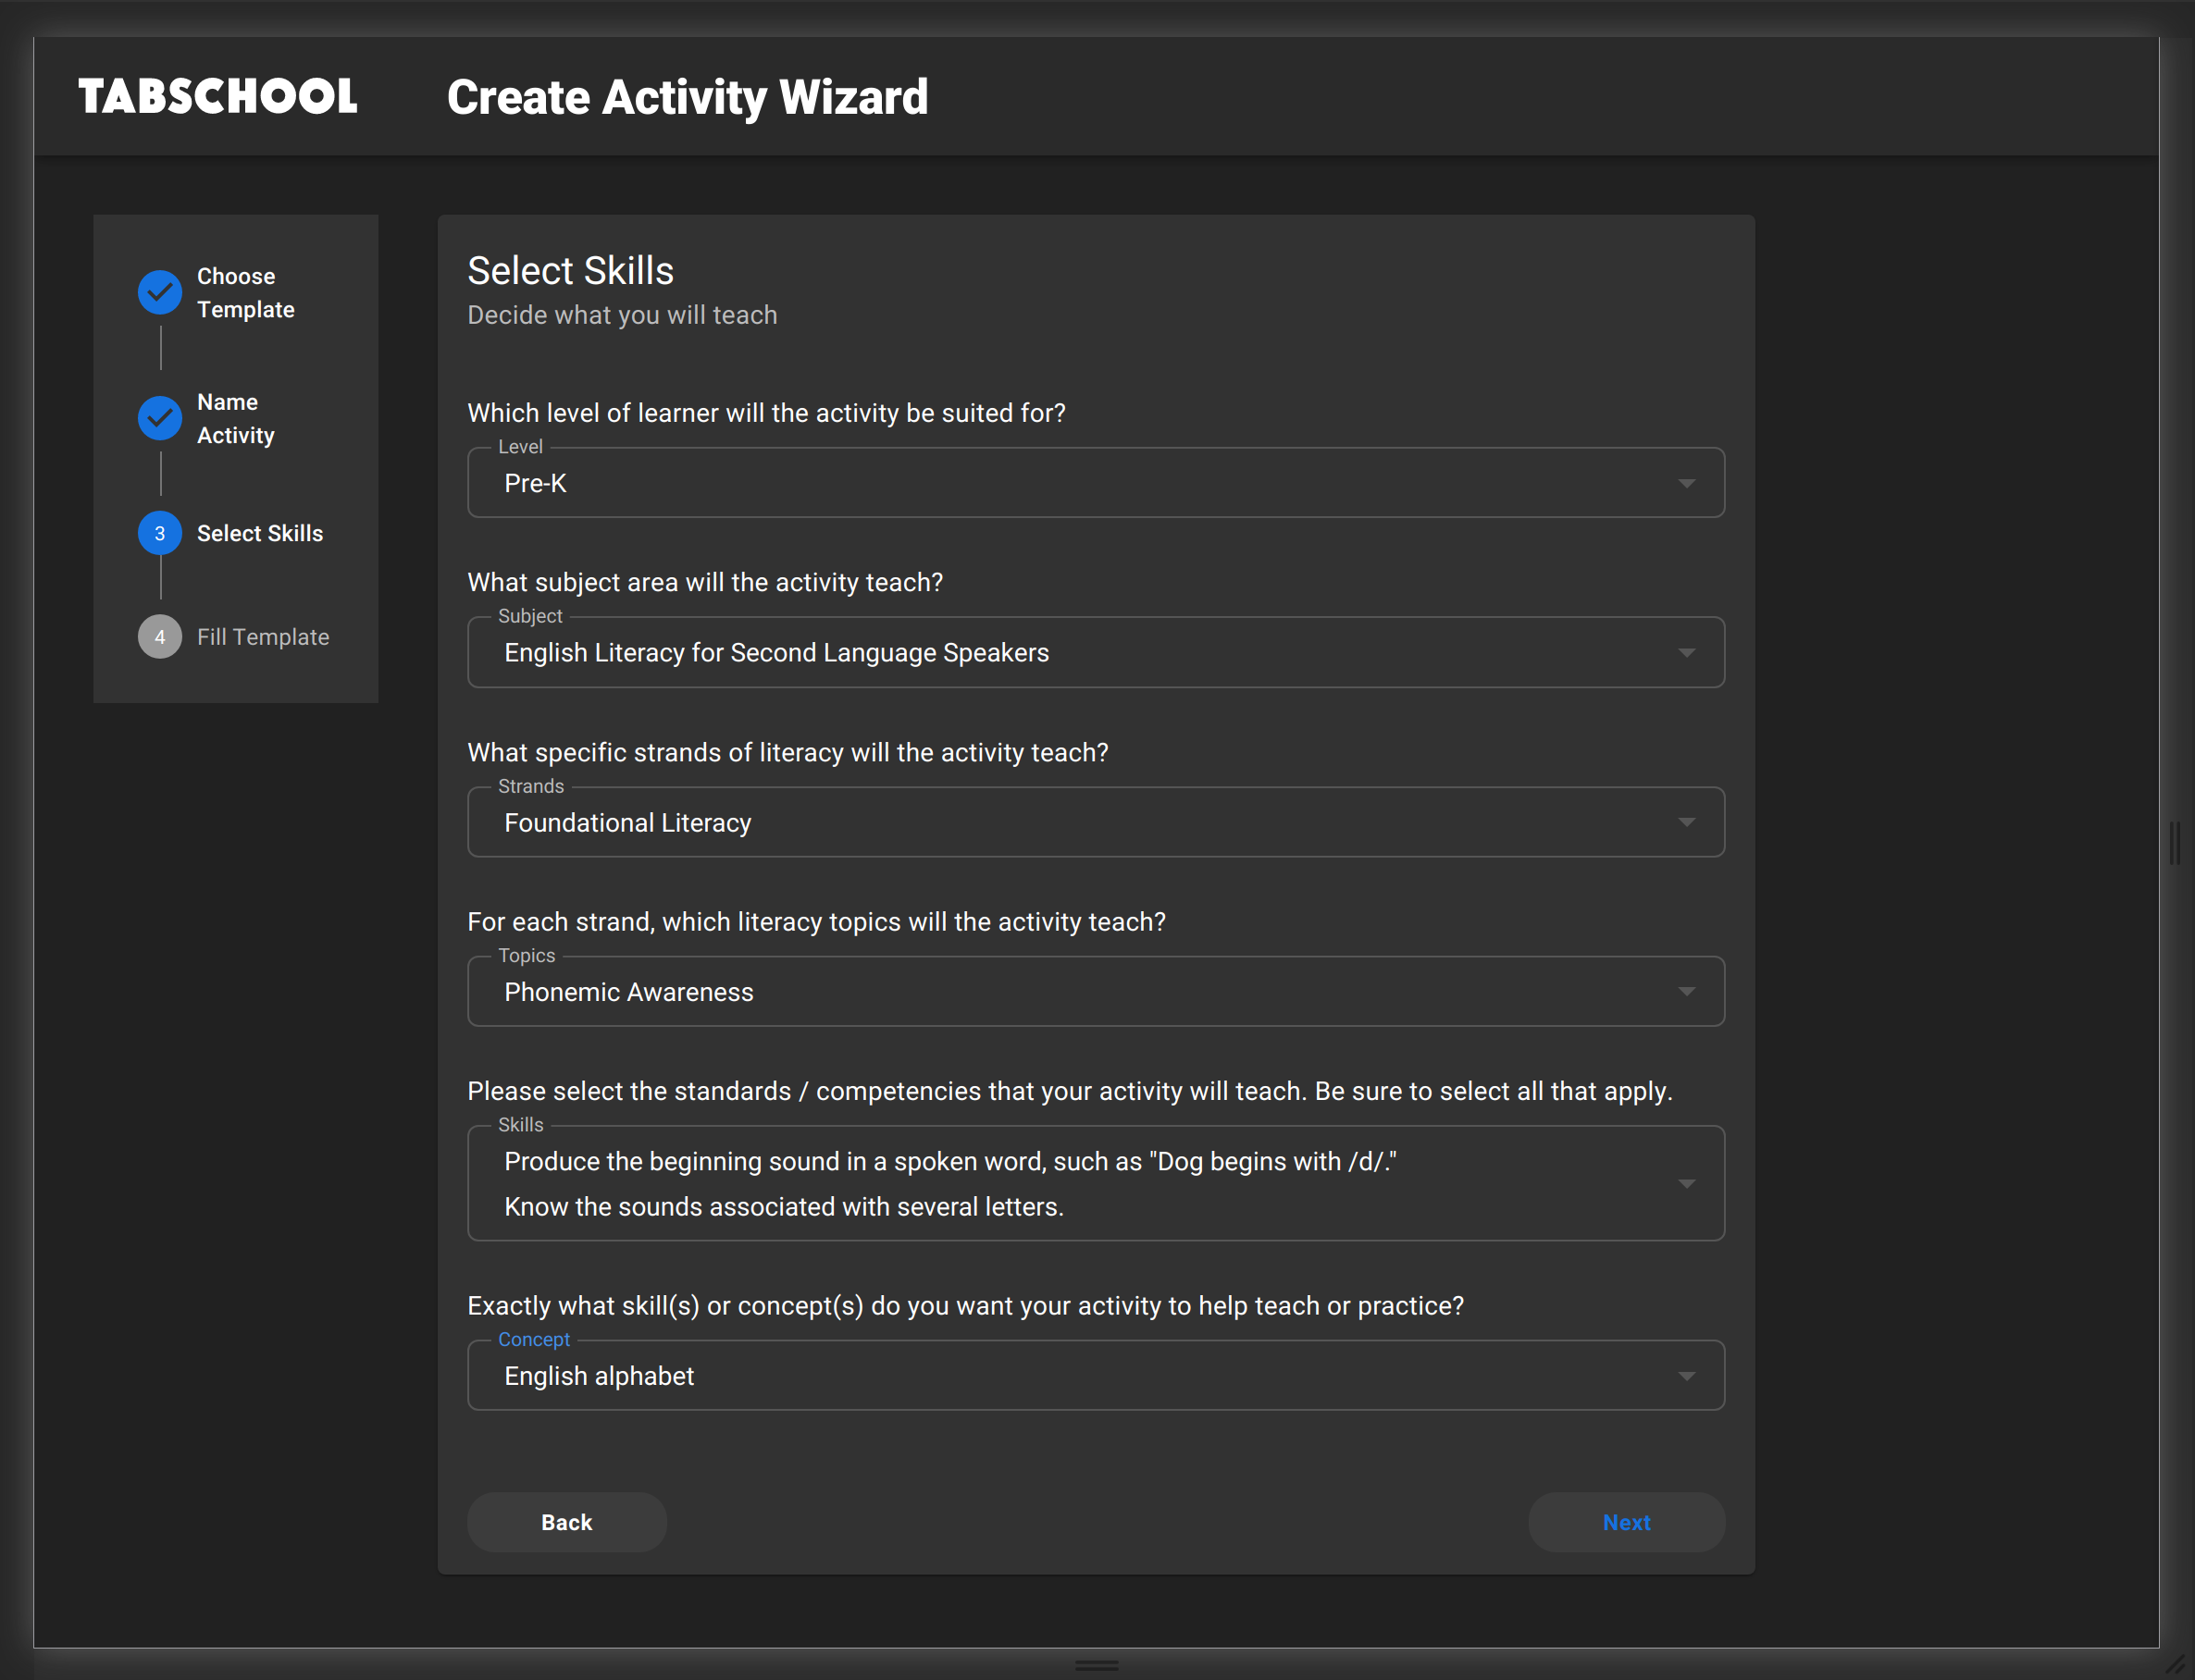 TABSCHOOL
Create Activity Wizard
Choose
Template
Name
Activity
3
Select Skills
4
Fill Template
Select Skills
Decide what you will teach
Which level of learner will the activity be suited for?
Level
Pre-K
What subject area will the activity teach?
Subject
English Literacy for Second Language Speakers
What specific strands of literacy will the activity teach?
Strands
Foundational Literacy
For each strand, which literacy topics will the activity teach?
Topics
Phonemic Awareness
Please select the standards / competencies that your activity will teach. Be sure to select all that apply.
Skills
Produce the beginning sound in a spoken word, such as "Dog begins with /d/."
Know the sounds associated with several letters.
Exactly what skill(s) or concept(s) do you want your activity to help teach or practice?
Concept
English alphabet
Back
Next